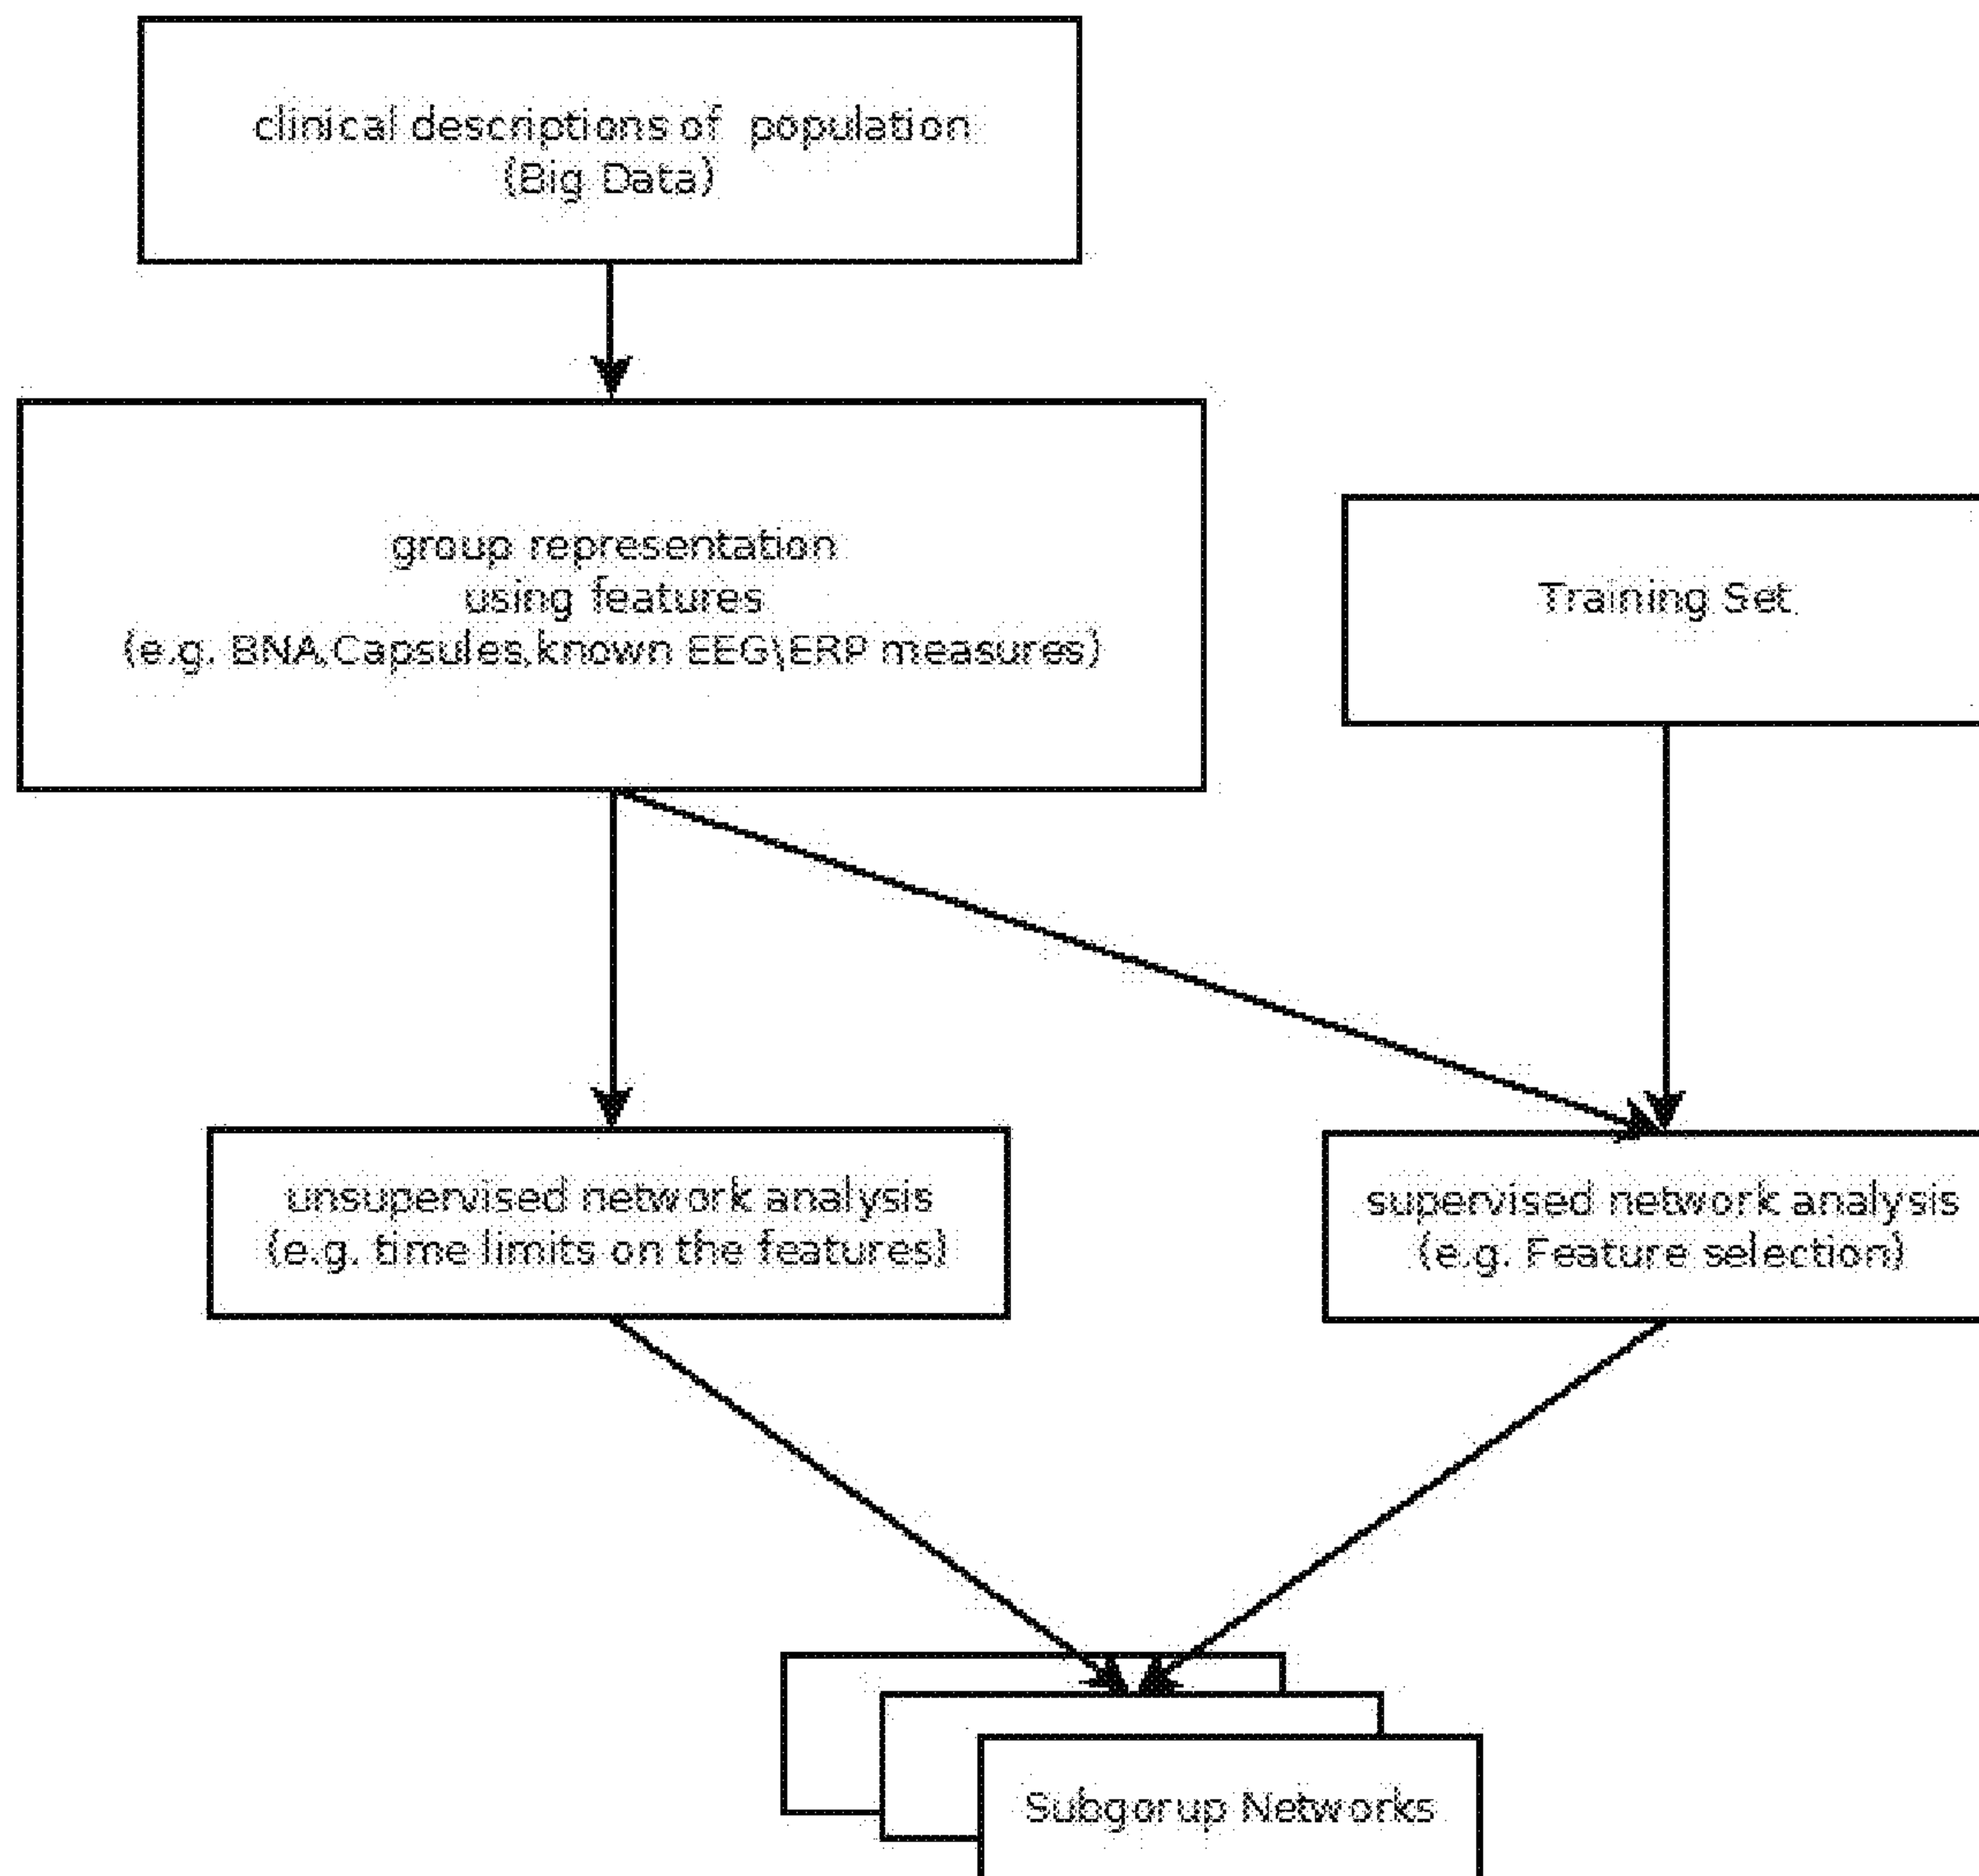 clinical descriptions of population
(Big Data)
group representation
using features
(e.g. BNA,Capsules,known EEG\ERP measures)
Training Set
unsupervised network analysis
(e.g. time limits on the features)
supervised network analysis
(e.g. Feature selection)
Subgorup Networks